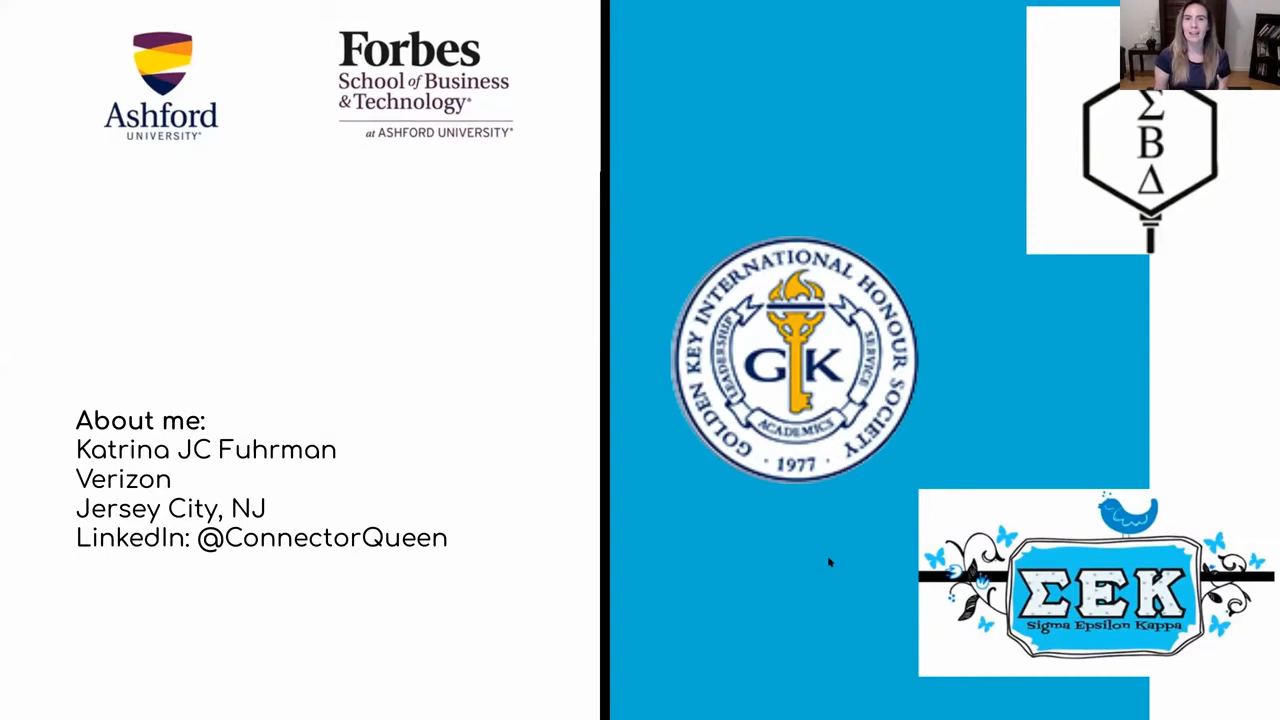 Ashford
UNIVERSITY®
Forbes
School of Business
& Technology®
at ASHFORD UNIVERSITY®
About me:
Katrina JC Fuhrman
Verizon
Jersey City, NJ
LinkedIn: @ConnectorQueen
GOLDEN KEY INTERNATIONAL HONOUR SOCIETY
LEADERSHIP
SERVICE
GK
ACADEMICS
· 1977 ·
Σ
Β
Δ
ΣΕΚ
Sigma Epsilon Kappa